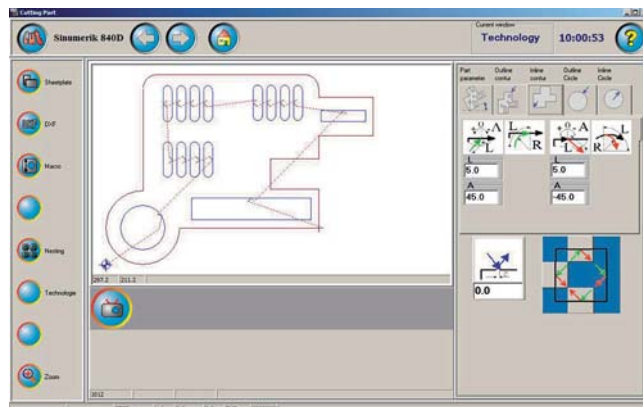 Cutting Part
Sinumerik 840D
Current window
Technology
10:00:53
?
Sheetplate
DXF
Macro
Nesting
Technologie
Zoom
297.2 211.2
3012
Part parameter
Outline contur
Inline contur
Outline Circle
Inline Circle
L
5.0
A
45.0
L
5.0
A
-45.0
0.0